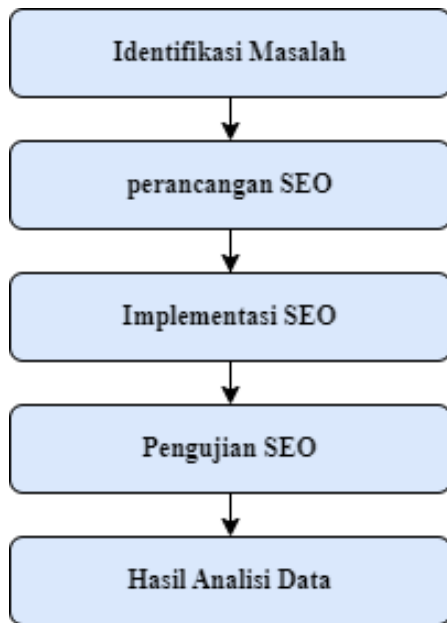 Identifikasi Masalah
perancangan SEO
Implementasi SEO
Pengujian SEO
Hasil Analisi Data